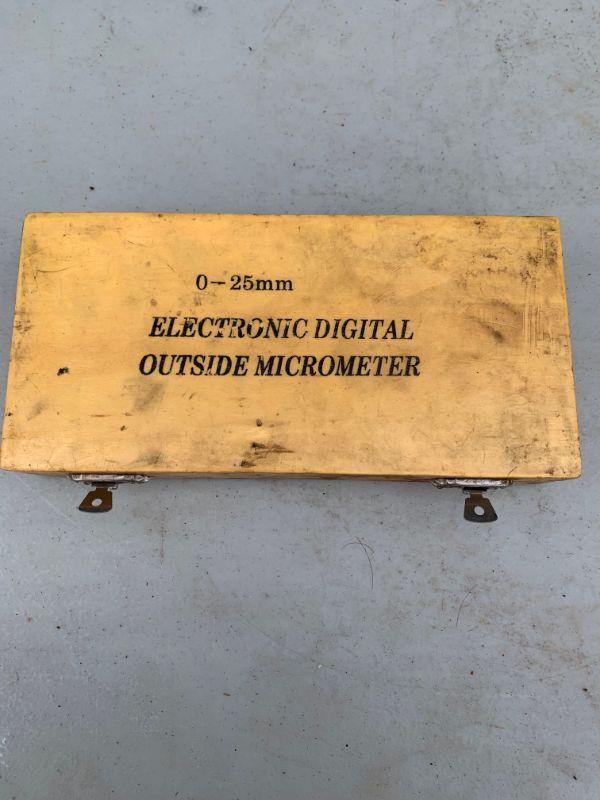 0-25mm
ELECTRONIC DIGITAL
OUTSIDE MICROMETER